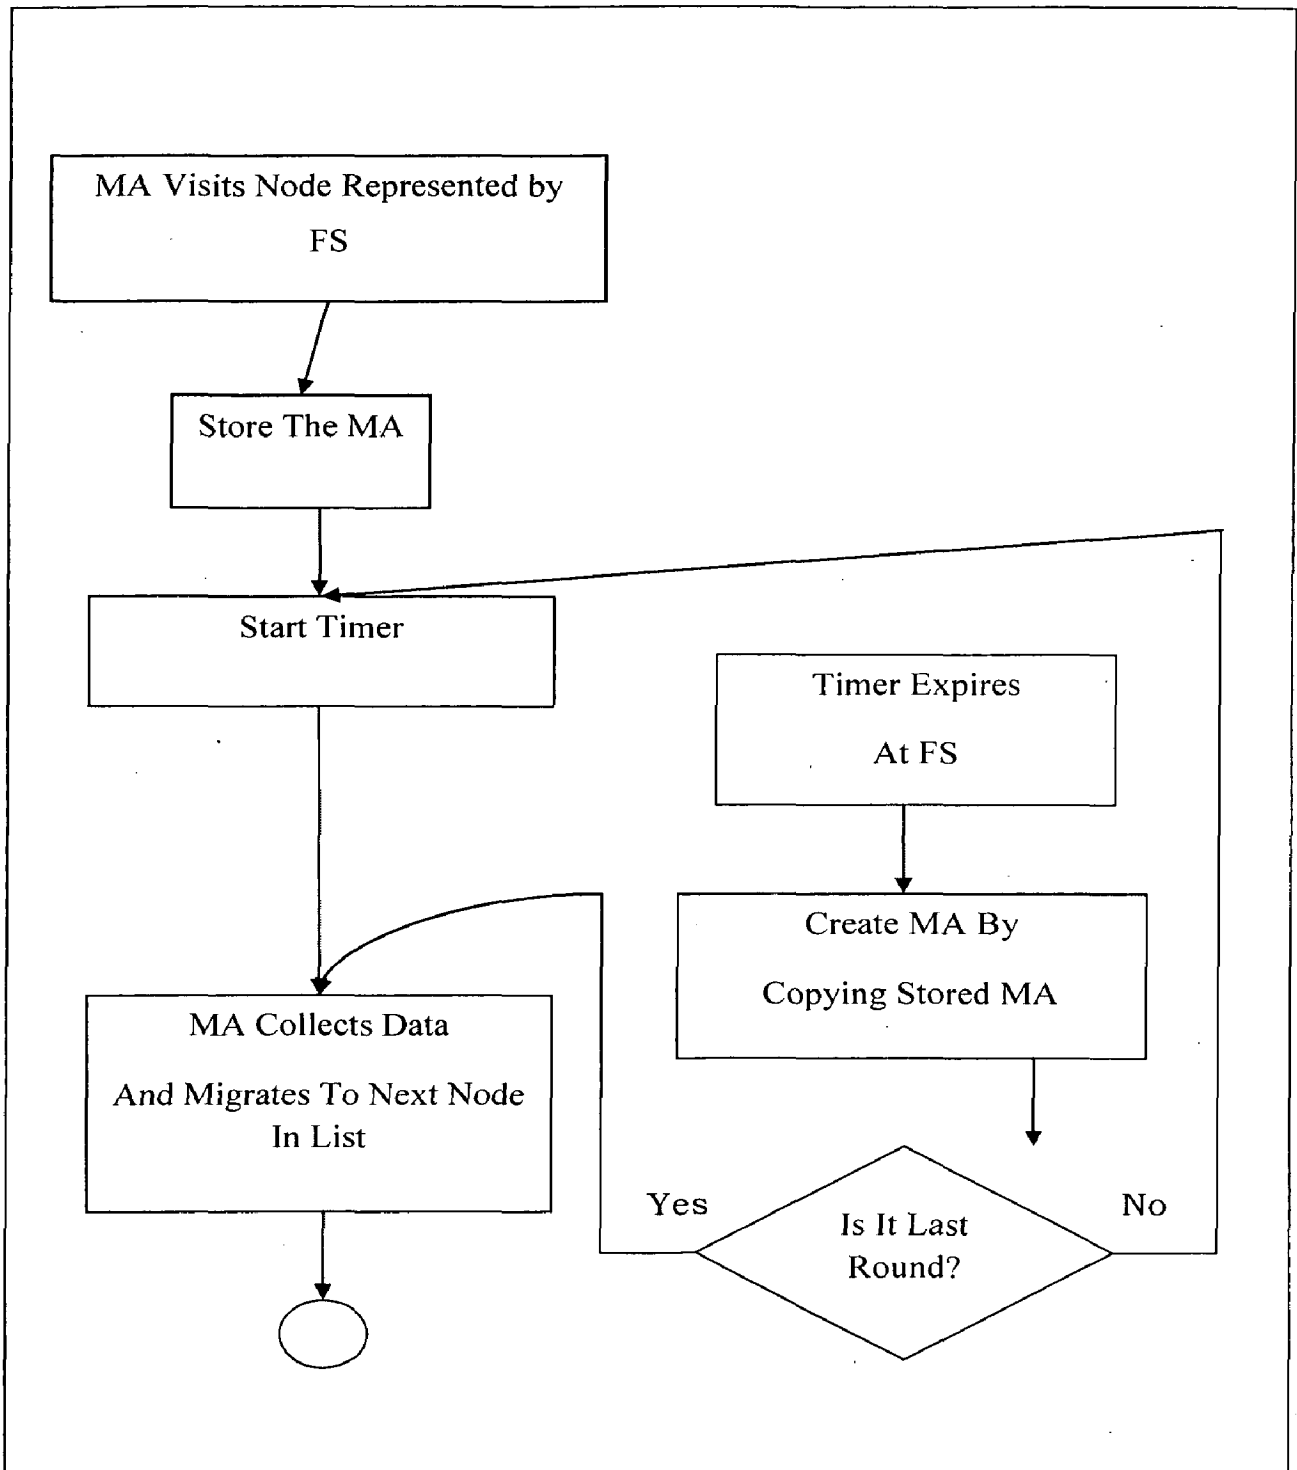 MA Visits Node Represented by
FS
Store The MA
Start Timer
Timer Expires
At FS
Create MA By
Copying Stored MA
MA Collects Data
And Migrates To Next Node
In List
Yes
Is It Last
Round?
No